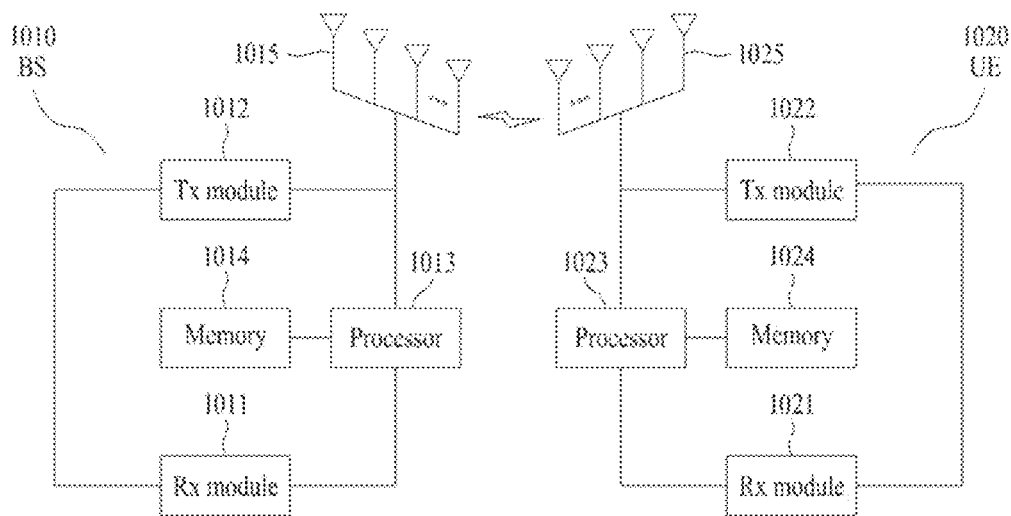 1010
BS
1015
1025
1020
UE
1012
1022
Tx module
Tx module
1014
1013
1023
1024
Memory
Processor
Processor
Memory
1011
1021
Rx module
Rx module